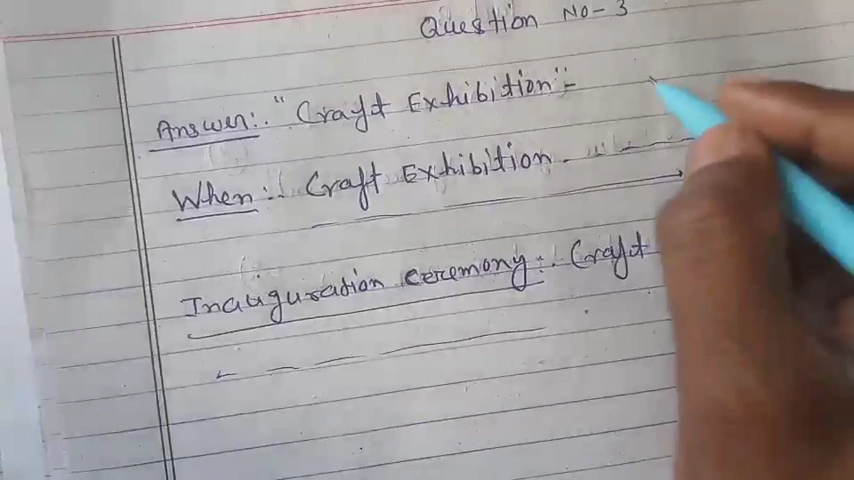 Question No-3
Answer:- "Craft Exhibition":-
When:- Craft Exhibition.
Inauguration ceremony:- Craft